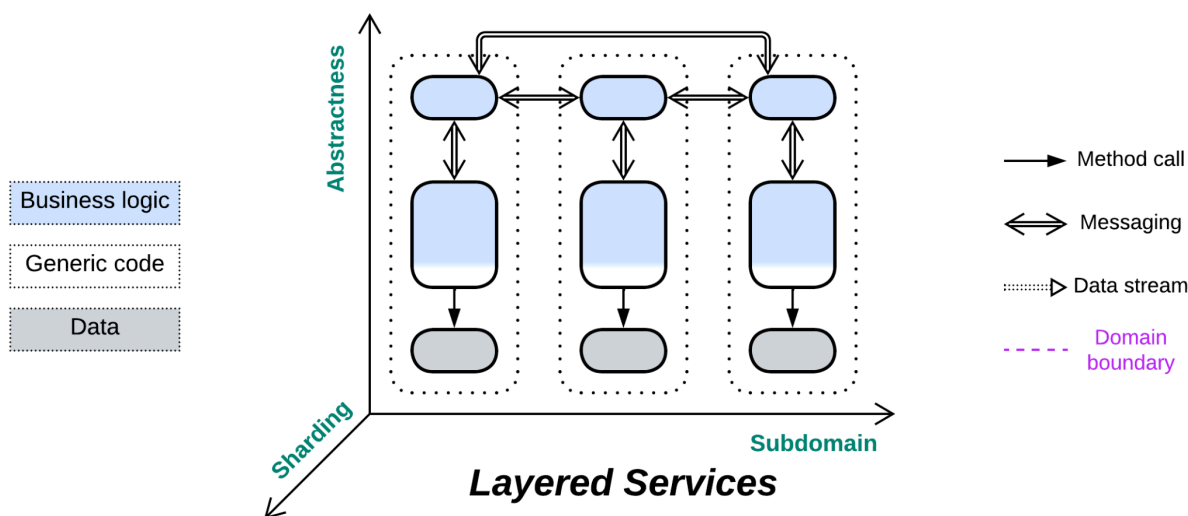 Abstractness
Business logic
Generic code
Data
Method call
Messaging
Data stream
Domain
boundary
Sharding
Subdomain
Layered Services